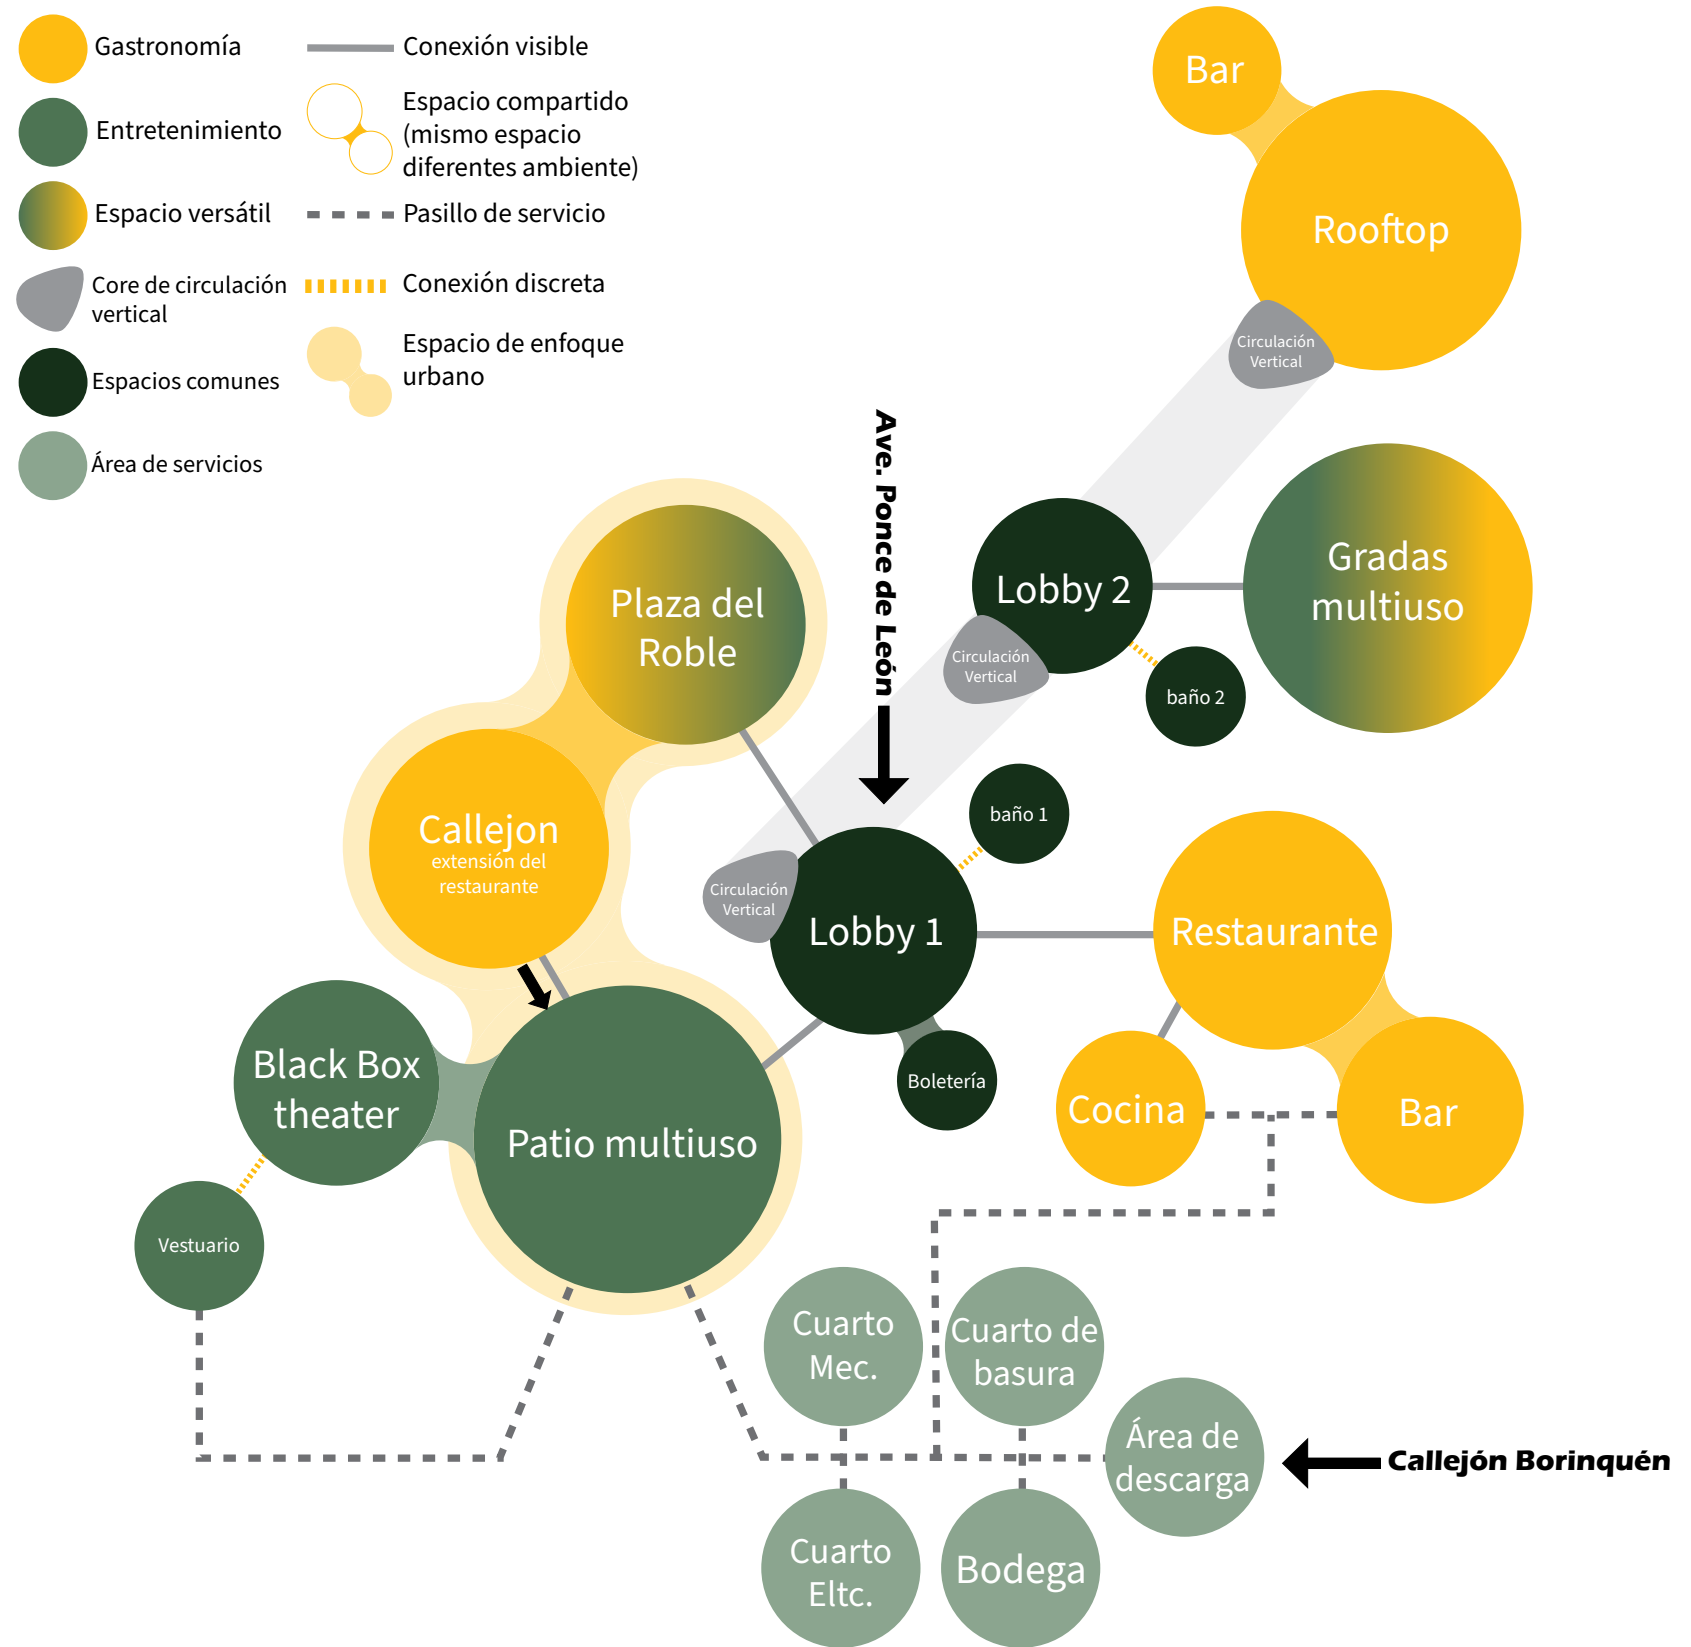 Gastronomía
Entretenimiento
Espacio versátil
Core de circulación
vertical
Espacios comunes
Área de servicios
Conexión visible
Espacio compartido
(mismo espacio
diferentes ambiente)
Pasillo de servicio
Conexión discreta
Espacio de enfoque
urbano
Bar
Rooftop
Circulación
Vertical
Ave. Ponce de León
Lobby 2
Gradas
multiuso
Circulación
Vertical
baño 2
Plaza del
Roble
Callejon
extensión del
restaurante
baño 1
Circulación
Vertical
Lobby 1
Restaurante
Black Box
theater
Patio multiuso
Boletería
Cocina
Bar
Vestuario
Cuarto
Mec.
Cuarto de
basura
Área de
descarga
Callejón Borinquén
Cuarto
Eltc.
Bodega